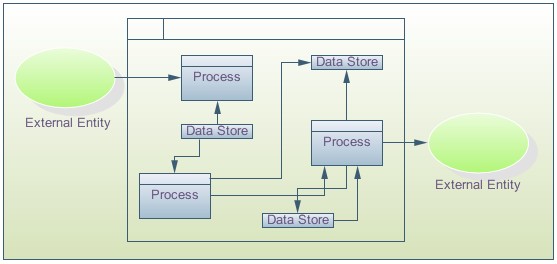 Data Store
Process
External Entity
Data Store
Process
External Entity
Process
Data Store